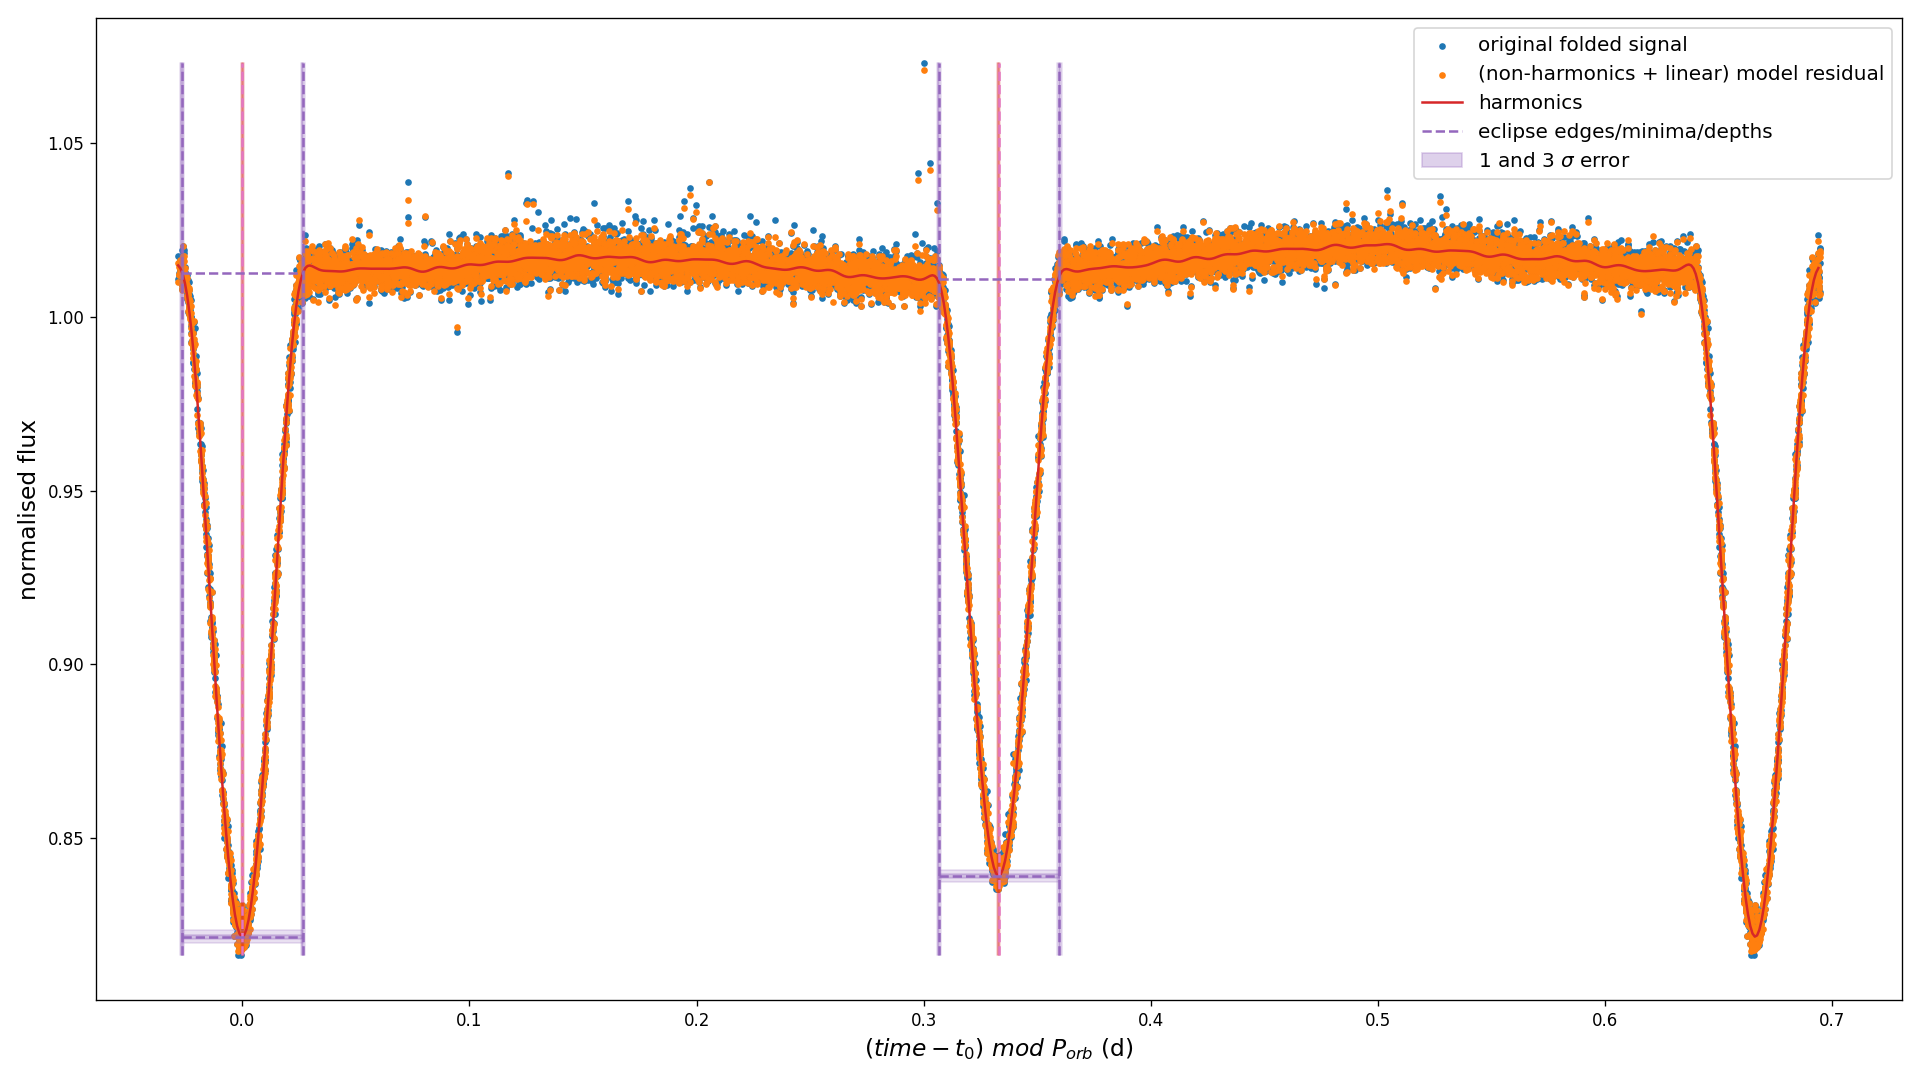 original folded signal
(non-harmonics + linear) model residual
harmonics
eclipse edges/minima/depths
1 and 3 σ error
normalised flux
1.05
1.00
0.95
0.90
0.85
0.0 0.1 0.2 0.3 0.4 0.5 0.6 0.7
(time − t₀) mod P_orb (d)